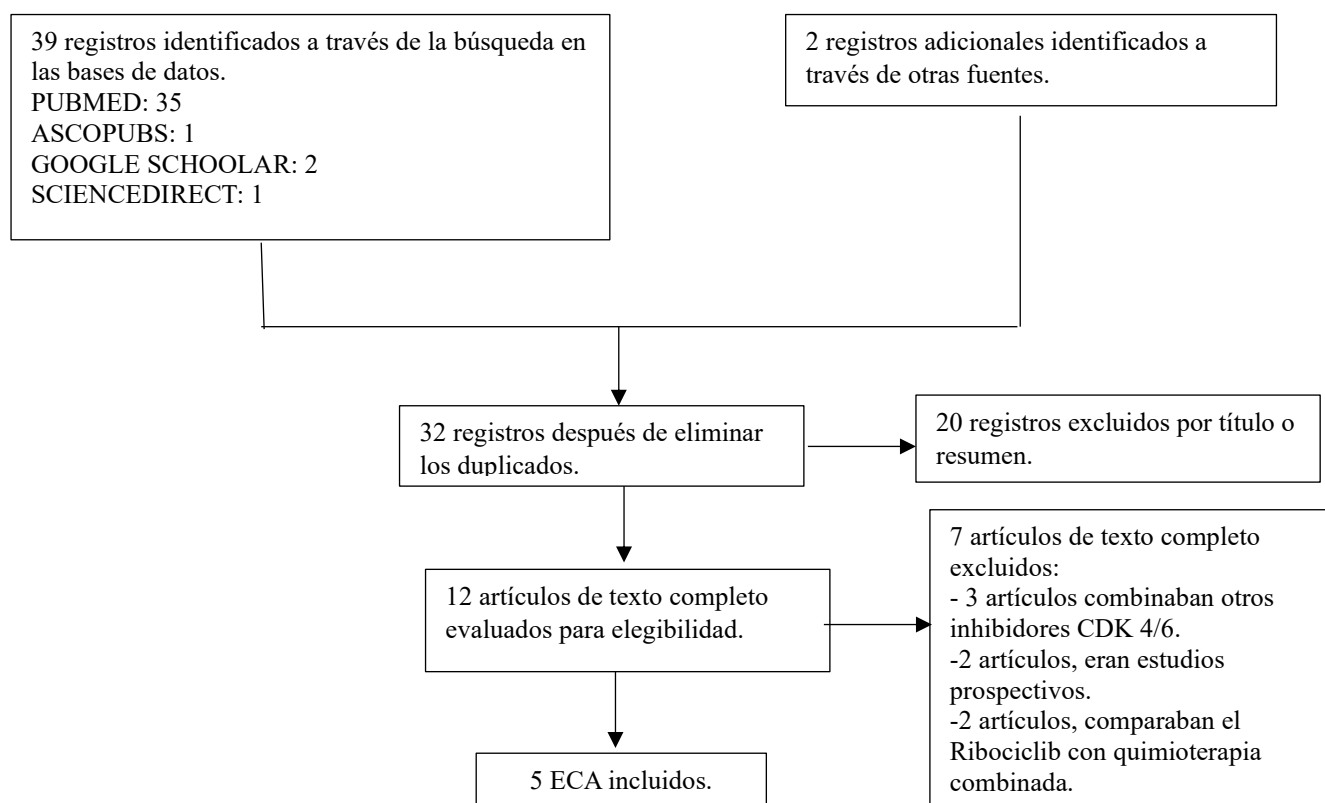 39 registros identificados a través de la búsqueda en
las bases de datos.
PUBMED: 35
ASCOPUBS: 1
GOOGLE SCHOOLAR: 2
SCIENCEDIRECT: 1
2 registros adicionales identificados a
través de otras fuentes.
32 registros después de eliminar
los duplicados.
20 registros excluidos por título o
resumen.
12 artículos de texto completo
evaluados para elegibilidad.
7 artículos de texto completo
excluidos:
- 3 artículos combinaban otros
inhibidores CDK 4/6.
-2 artículos, eran estudios
prospectivos.
-2 artículos, comparaban el
Ribociclib con quimioterapia
combinada.
5 ECA incluidos.